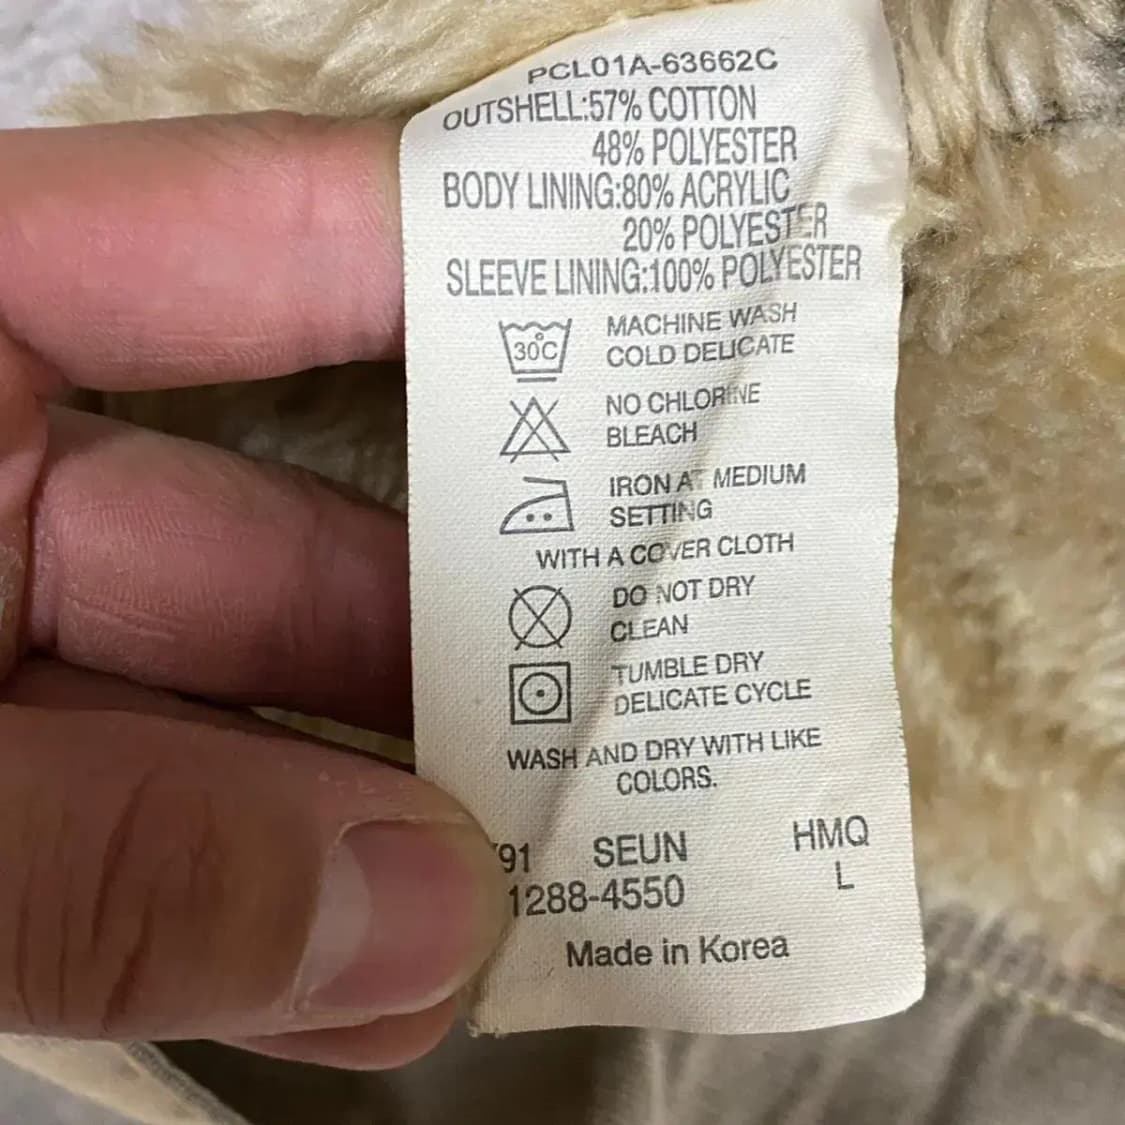 PCL01A-63662C
OUTSHELL:57% COTTON
48% POLYESTER
BODY LINING:80% ACRYLIC
20% POLYESTER
SLEEVE LINING:100% POLYESTER
30°C
MACHINE WASH
COLD DELICATE
NO CHLORINE
BLEACH
IRON AT MEDIUM
SETTING
WITH A COVER CLOTH
DO NOT DRY
CLEAN
TUMBLE DRY
DELICATE CYCLE
WASH AND DRY WITH LIKE
COLORS.
'91 SEUN HMQ
1288-4550 L
Made in Korea